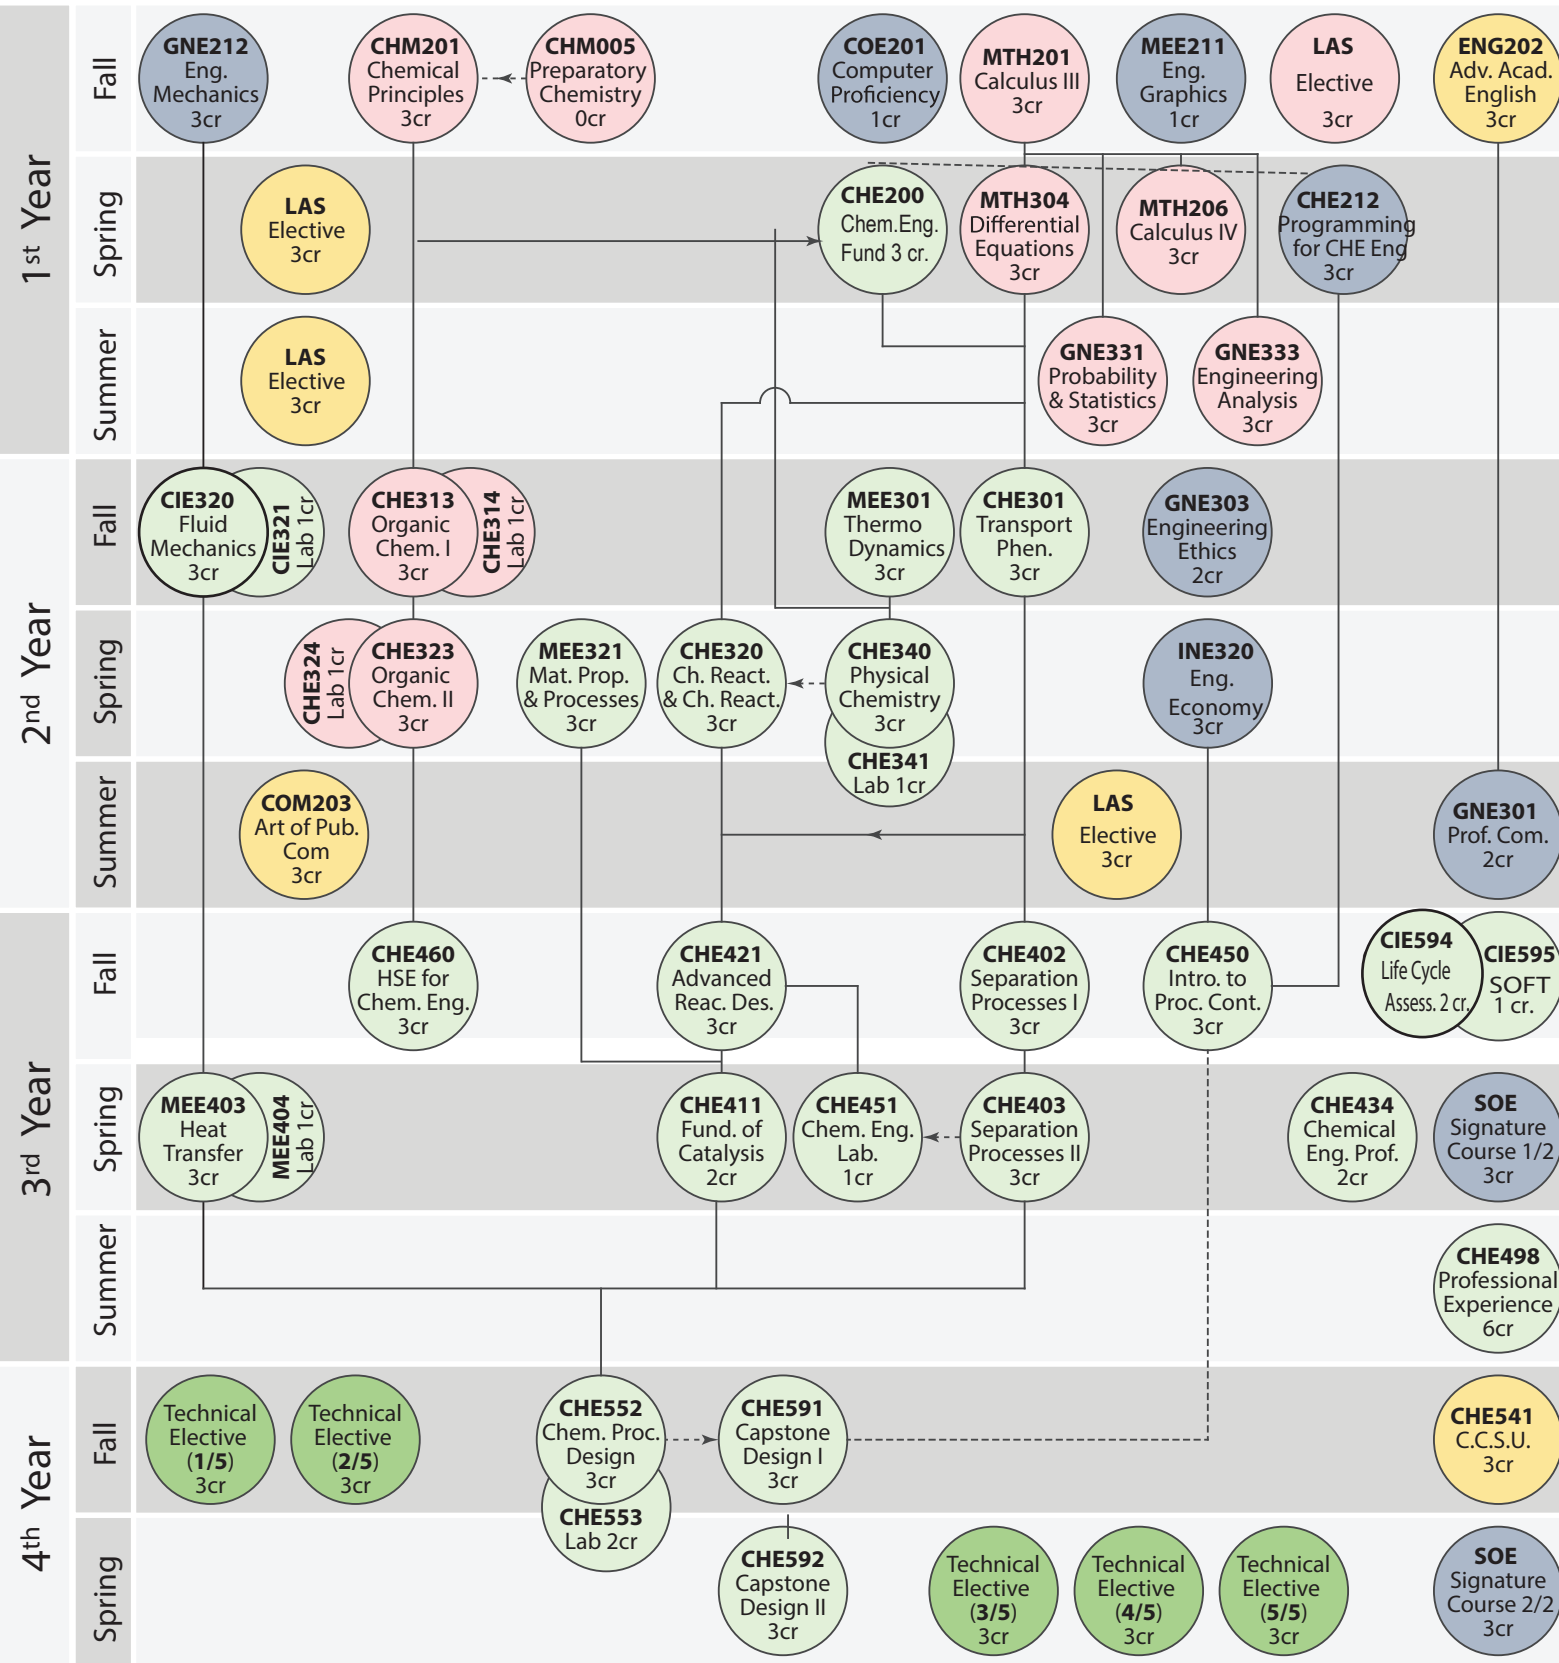 1st Year
Fall
GNE212
Eng.
Mechanics
3cr
CHM201
Chemical
Principles
3cr
CHM005
Preparatory
Chemistry
0cr
COE201
Computer
Proficiency
1cr
MTH201
Calculus III
3cr
MEE211
Eng.
Graphics
1cr
LAS
Elective
3cr
ENG202
Adv. Acad.
English
3cr
Spring
LAS
Elective
3cr
CHE200
Chem.Eng.
Fund 3 cr.
MTH304
Differential
Equations
3cr
MTH206
Calculus IV
3cr
CHE212
Programming
for CHE Eng
3cr
Summer
LAS
Elective
3cr
GNE331
Probability
& Statistics
3cr
GNE333
Engineering
Analysis
3cr
2nd Year
Fall
CIE320
Fluid
Mechanics
3cr
CIE321
Lab 1cr
CHE313
Organic
Chem. I
3cr
CHE314
Lab 1cr
MEE301
Thermo
Dynamics
3cr
CHE301
Transport
Phen.
3cr
GNE303
Engineering
Ethics
2cr
Spring
CHE324
Lab 1cr
CHE323
Organic
Chem. II
3cr
MEE321
Mat. Prop.
& Processes
3cr
CHE320
Ch. React.
& Ch. React.
3cr
CHE340
Physical
Chemistry
3cr
CHE341
Lab 1cr
INE320
Eng.
Economy
3cr
Summer
COM203
Art of Pub.
Com
3cr
LAS
Elective
3cr
GNE301
Prof. Com.
2cr
3rd Year
Fall
CHE460
HSE for
Chem. Eng.
3cr
CHE421
Advanced
Reac. Des.
3cr
CHE402
Separation
Processes I
3cr
CHE450
Intro. to
Proc. Cont.
3cr
CIE594
Life Cycle
Assess. 2 cr.
CIE595
SOFT
1 cr.
Spring
MEE403
Heat
Transfer
3cr
MEE404
Lab 1cr
CHE411
Fund. of
Catalysis
2cr
CHE451
Chem. Eng.
Lab.
1cr
CHE403
Separation
Processes II
3cr
CHE434
Chemical
Eng. Prof.
2cr
SOE
Signature
Course 1/2
3cr
Summer
CHE498
Professional
Experience
6cr
4th Year
Fall
Technical
Elective
(1/5)
3cr
Technical
Elective
(2/5)
3cr
CHE552
Chem. Proc.
Design
3cr
CHE553
Lab 2cr
CHE591
Capstone
Design I
3cr
CHE541
C.C.S.U.
3cr
Spring
CHE592
Capstone
Design II
3cr
Technical
Elective
(3/5)
3cr
Technical
Elective
(4/5)
3cr
Technical
Elective
(5/5)
3cr
SOE
Signature
Course 2/2
3cr